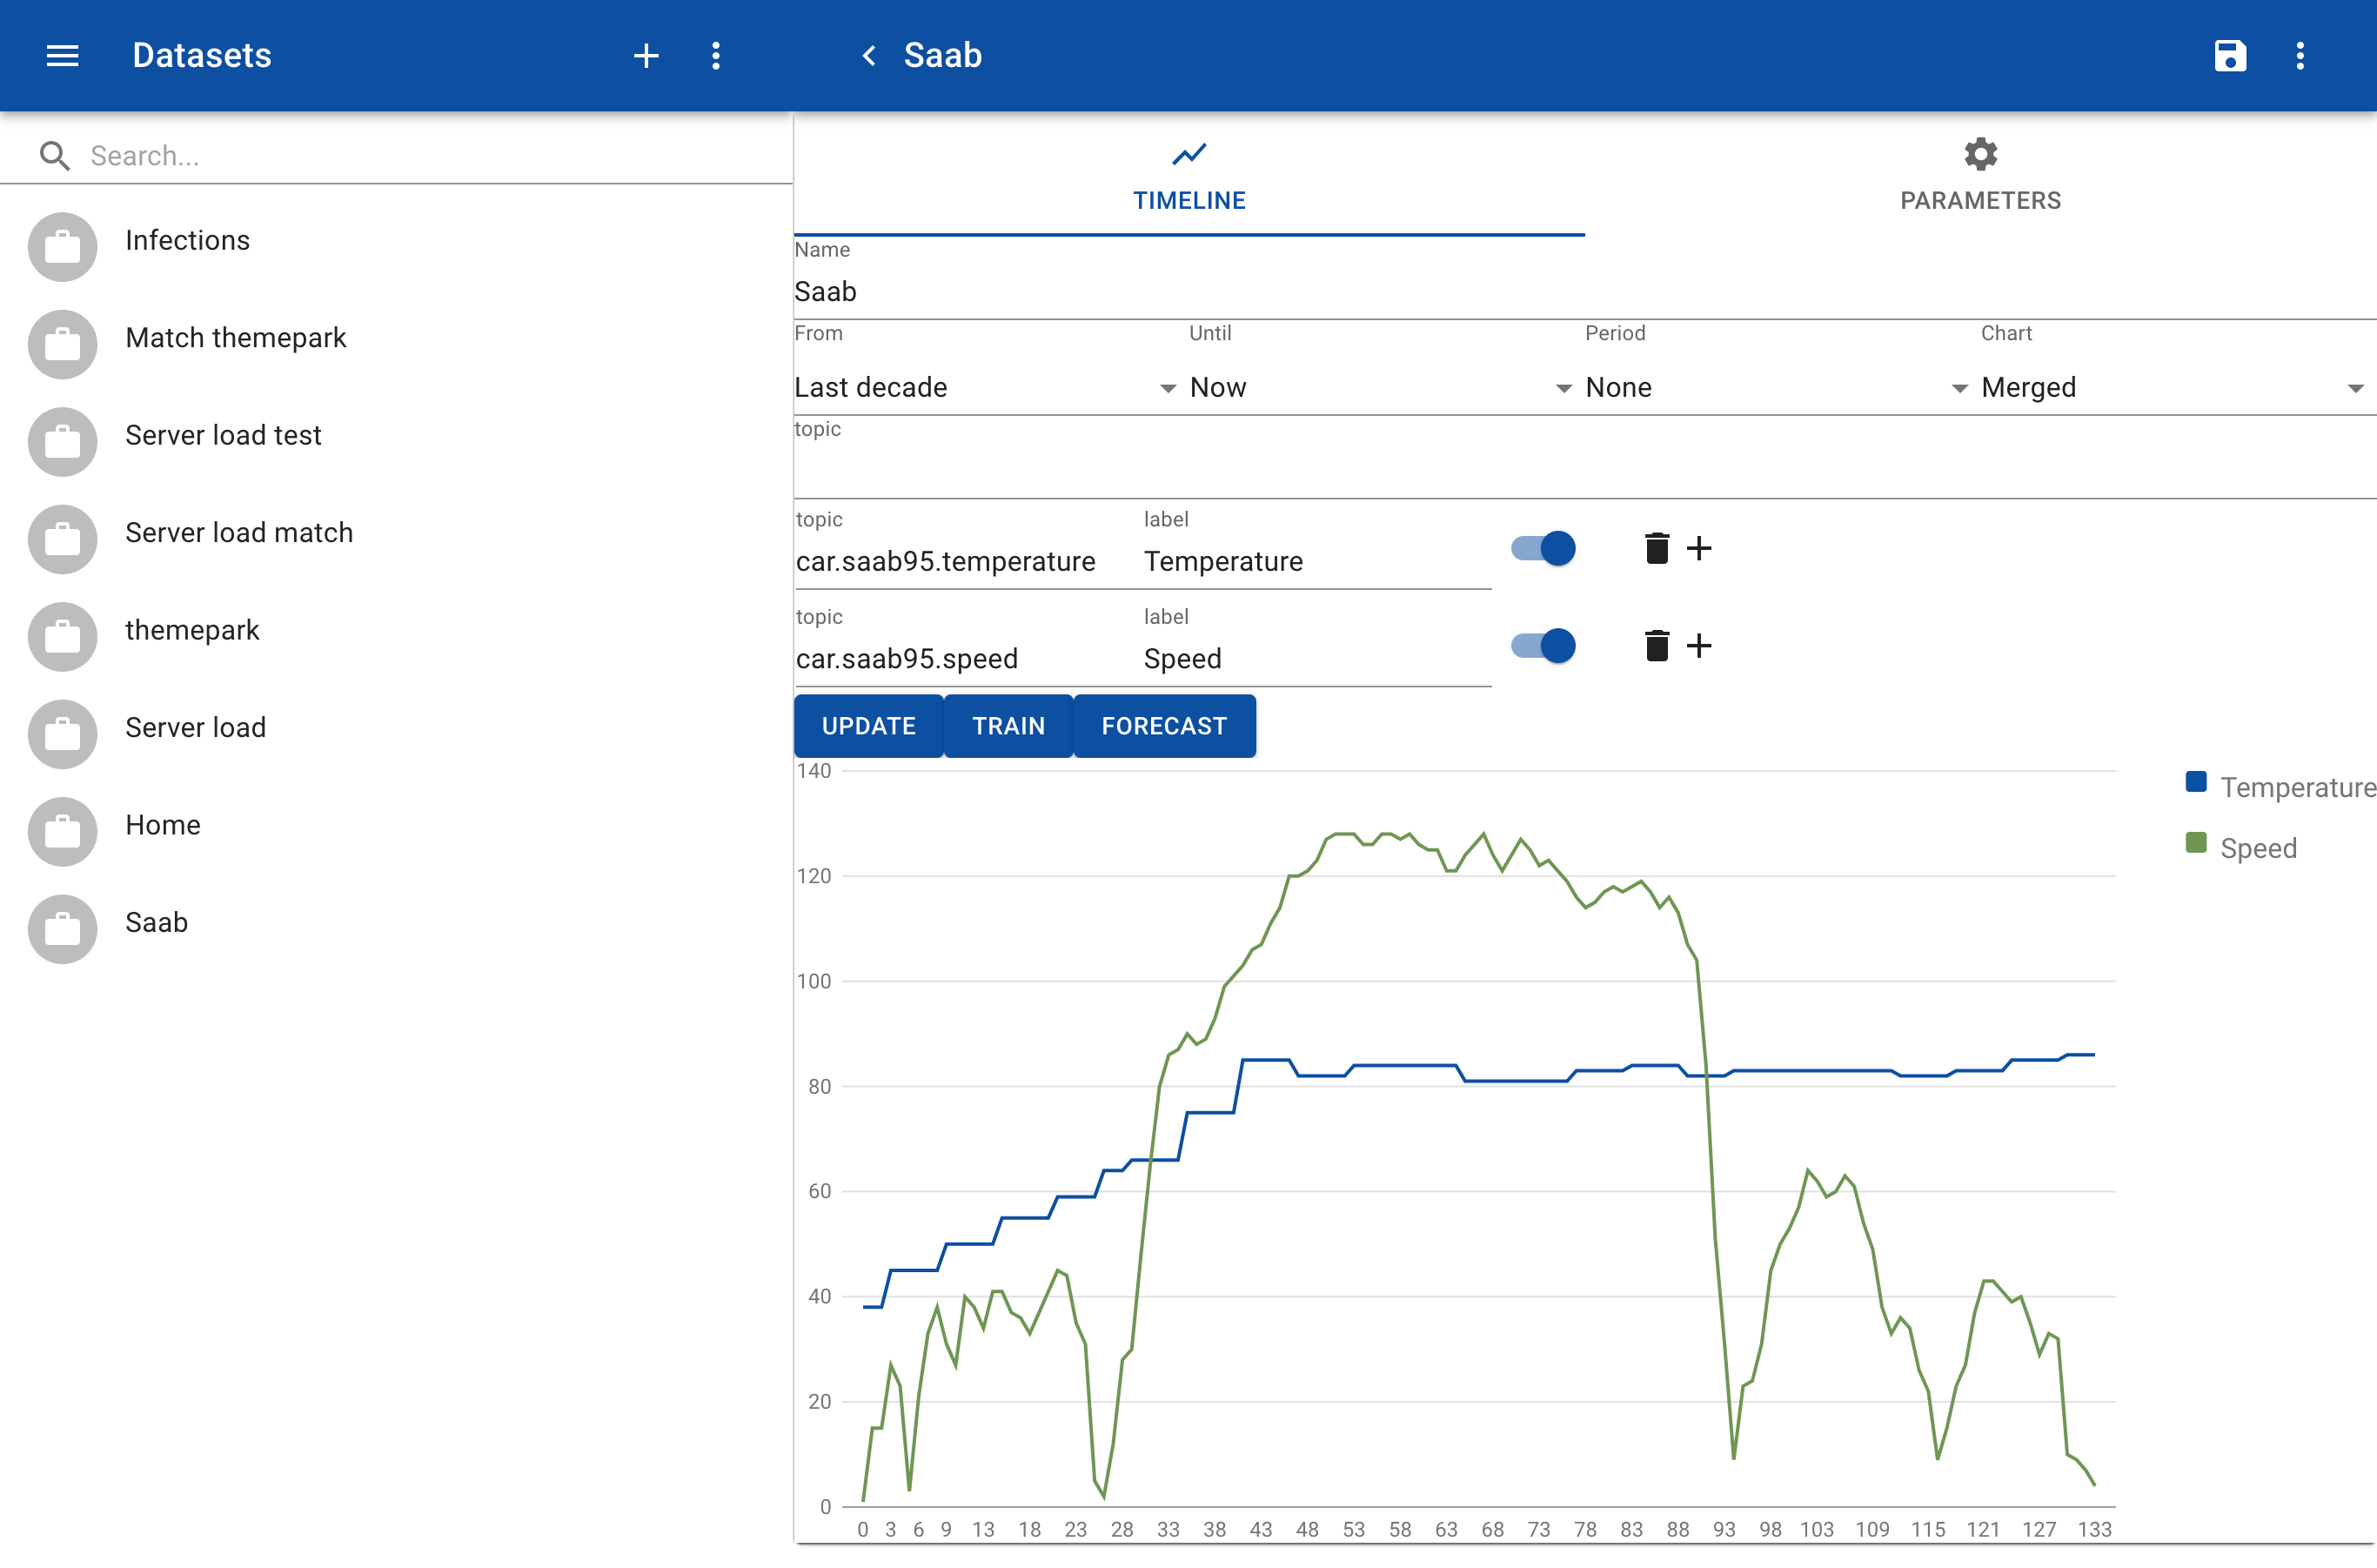 Datasets
Saab
Search...
Infections
Match themepark
Server load test
Server load match
themepark
Server load
Home
Saab
TIMELINE
PARAMETERS
Name
Saab
From Until Period Chart
Last decade Now None Merged
topic
topic label
car.saab95.temperature Temperature
topic label
car.saab95.speed Speed
UPDATE TRAIN FORECAST
140
120
100
80
60
40
20
0
0 3 6 9 13 18 23 28 33 38 43 48 53 58 63 68 73 78 83 88 93 98 103 109 115 121 127 133
Temperature
Speed